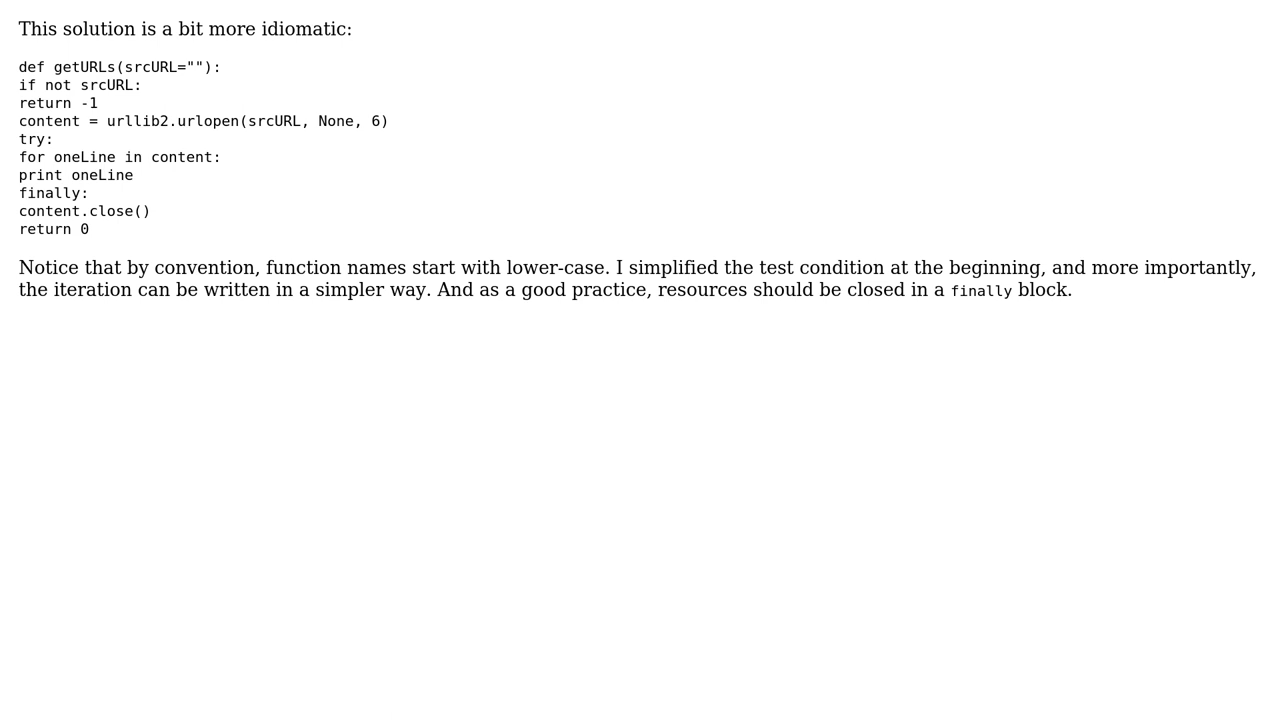 This solution is a bit more idiomatic:
def getURLs(srcURL=""):
if not srcURL:
return -1
content = urllib2.urlopen(srcURL, None, 6)
try:
for oneLine in content:
print oneLine
finally:
content.close()
return 0
Notice that by convention, function names start with lower-case. I simplified the test condition at the beginning, and more importantly,
the iteration can be written in a simpler way. And as a good practice, resources should be closed in a finally block.